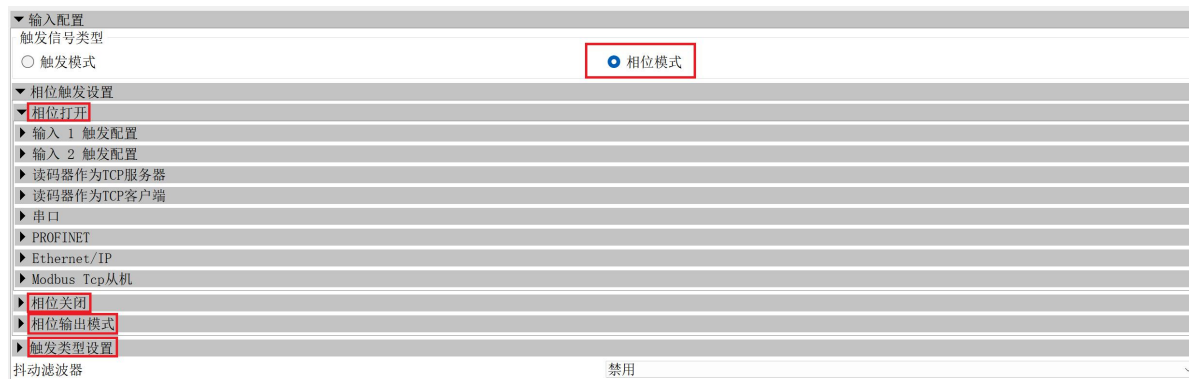 输入配置
触发信号类型
触发模式 相位模式
相位触发设置
相位打开
输入 1 触发配置
输入 2 触发配置
读码器作为TCP服务器
读码器作为TCP客户端
串口
PROFINET
Ethernet/IP
Modbus Tcp从机
相位关闭
相位输出模式
触发类型设置
抖动滤波器 禁用